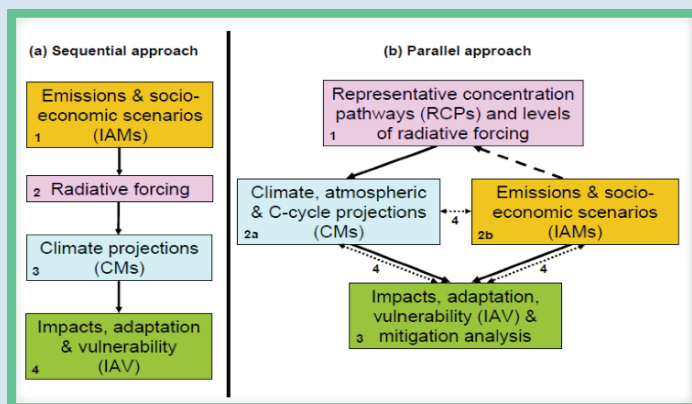 (a) Sequential approach
Emissions & socio-
economic scenarios
1 (IAMs)
2 Radiative forcing
Climate projections
3 (CMs)
Impacts, adaptation
& vulnerability
4 (IAV)
(b) Parallel approach
Representative concentration
pathways (RCPs) and levels
1 of radiative forcing
Climate, atmospheric
& C-cycle projections
2a (CMs)
4
Emissions & socio-
economic scenarios
2b (IAMs)
4
4
Impacts, adaptation,
vulnerability (IAV) &
3 mitigation analysis